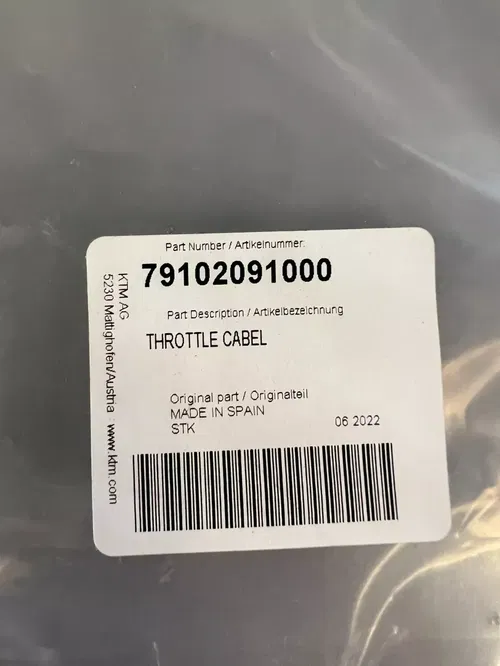 Part Number / Artikelnummer:
79102091000
Part Description / Artikelbezeichnung
THROTTLE CABEL
Original part / Originalteil
MADE IN SPAIN
STK 06 2022
KTM AG
5230 Mattighofen/Austria www.ktm.com